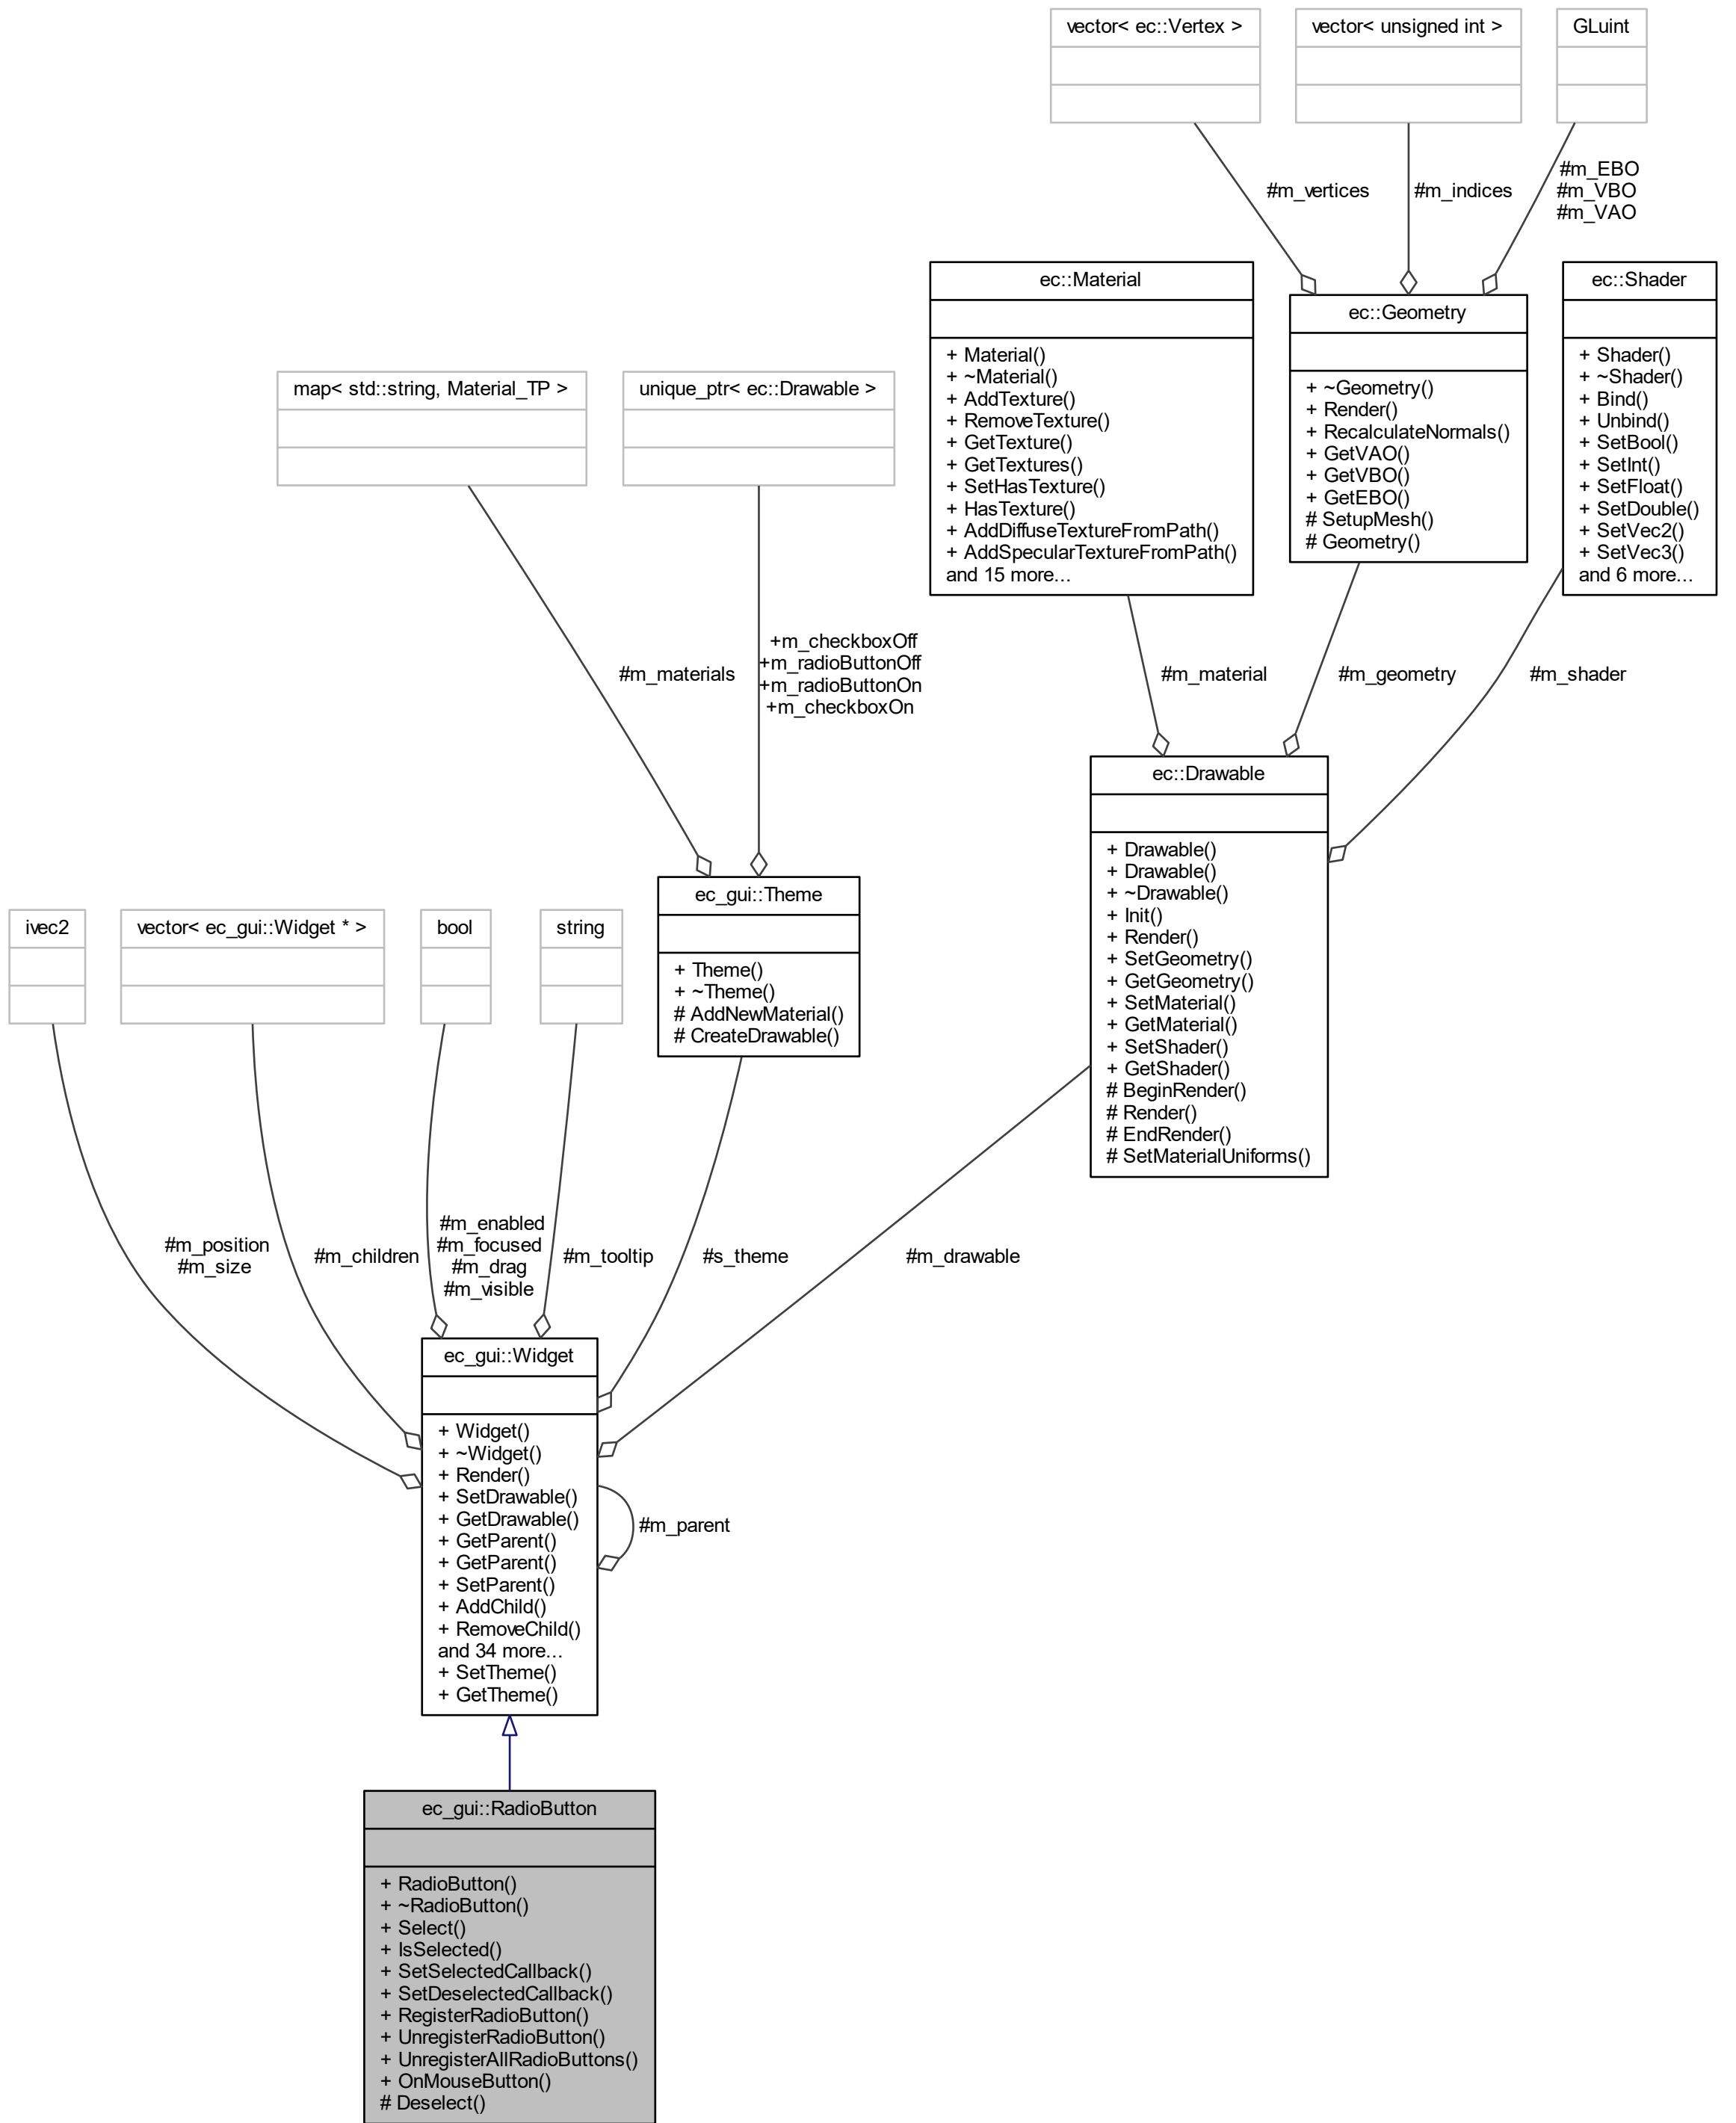 vector< ec::Vertex >
vector< unsigned int >
GLuint
#m_vertices
#m_indices
#m_EBO
#m_VBO
#m_VAO
ec::Material
+ Material()
+ ~Material()
+ AddTexture()
+ RemoveTexture()
+ GetTexture()
+ GetTextures()
+ SetHasTexture()
+ HasTexture()
+ AddDiffuseTextureFromPath()
+ AddSpecularTextureFromPath()
and 15 more...
ec::Geometry
+ ~Geometry()
+ Render()
+ RecalculateNormals()
+ GetVAO()
+ GetVBO()
+ GetEBO()
# SetupMesh()
# Geometry()
ec::Shader
+ Shader()
+ ~Shader()
+ Bind()
+ Unbind()
+ SetBool()
+ SetInt()
+ SetFloat()
+ SetDouble()
+ SetVec2()
+ SetVec3()
and 6 more...
map< std::string, Material_TP >
unique_ptr< ec::Drawable >
#m_materials
+m_checkboxOff
+m_radioButtonOff
+m_radioButtonOn
+m_checkboxOn
#m_material
#m_geometry
#m_shader
ec::Drawable
+ Drawable()
+ Drawable()
+ ~Drawable()
+ Init()
+ Render()
+ SetGeometry()
+ GetGeometry()
+ SetMaterial()
+ GetMaterial()
+ SetShader()
+ GetShader()
# BeginRender()
# Render()
# EndRender()
# SetMaterialUniforms()
ivec2
vector< ec_gui::Widget * >
bool
string
ec_gui::Theme
+ Theme()
+ ~Theme()
# AddNewMaterial()
# CreateDrawable()
#m_position
#m_size
#m_children
#m_enabled
#m_focused
#m_drag
#m_visible
#m_tooltip
#s_theme
#m_drawable
ec_gui::Widget
+ Widget()
+ ~Widget()
+ Render()
+ SetDrawable()
+ GetDrawable()
+ GetParent()
+ GetParent()
+ SetParent()
+ AddChild()
+ RemoveChild()
and 34 more...
+ SetTheme()
+ GetTheme()
#m_parent
ec_gui::RadioButton
+ RadioButton()
+ ~RadioButton()
+ Select()
+ IsSelected()
+ SetSelectedCallback()
+ SetDeselectedCallback()
+ RegisterRadioButton()
+ UnregisterRadioButton()
+ UnregisterAllRadioButtons()
+ OnMouseButton()
# Deselect()